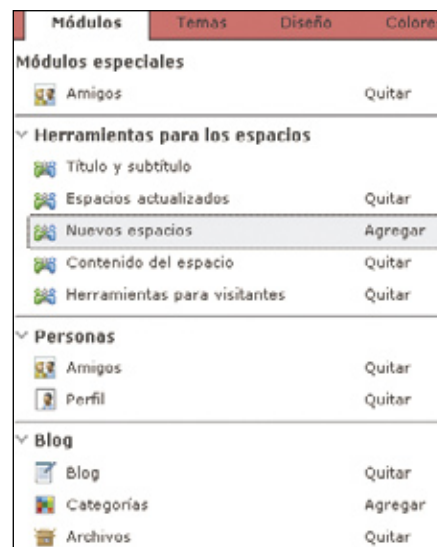 Módulos Temas Diseño Colore
Módulos especiales
Amigos Quitar
Herramientas para los espacios
Título y subtítulo
Espacios actualizados Quitar
Nuevos espacios Agregar
Contenido del espacio Quitar
Herramientas para visitantes Quitar
Personas
Amigos Quitar
Perfil Quitar
Blog
Blog Quitar
Categorías Agregar
Archivos Quitar